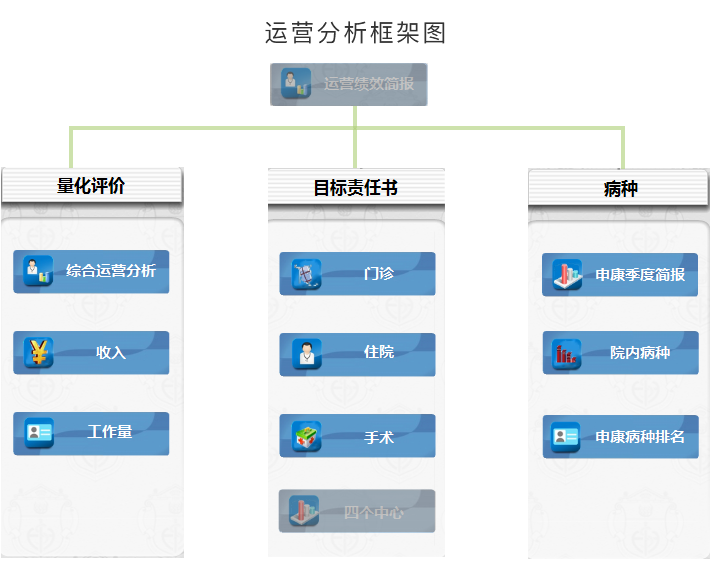 运营分析框架图
运营绩效简报
量化评价
综合运营分析
收入
工作量
目标责任书
门诊
住院
手术
四个中心
病种
申康季度简报
院内病种
申康病种排名